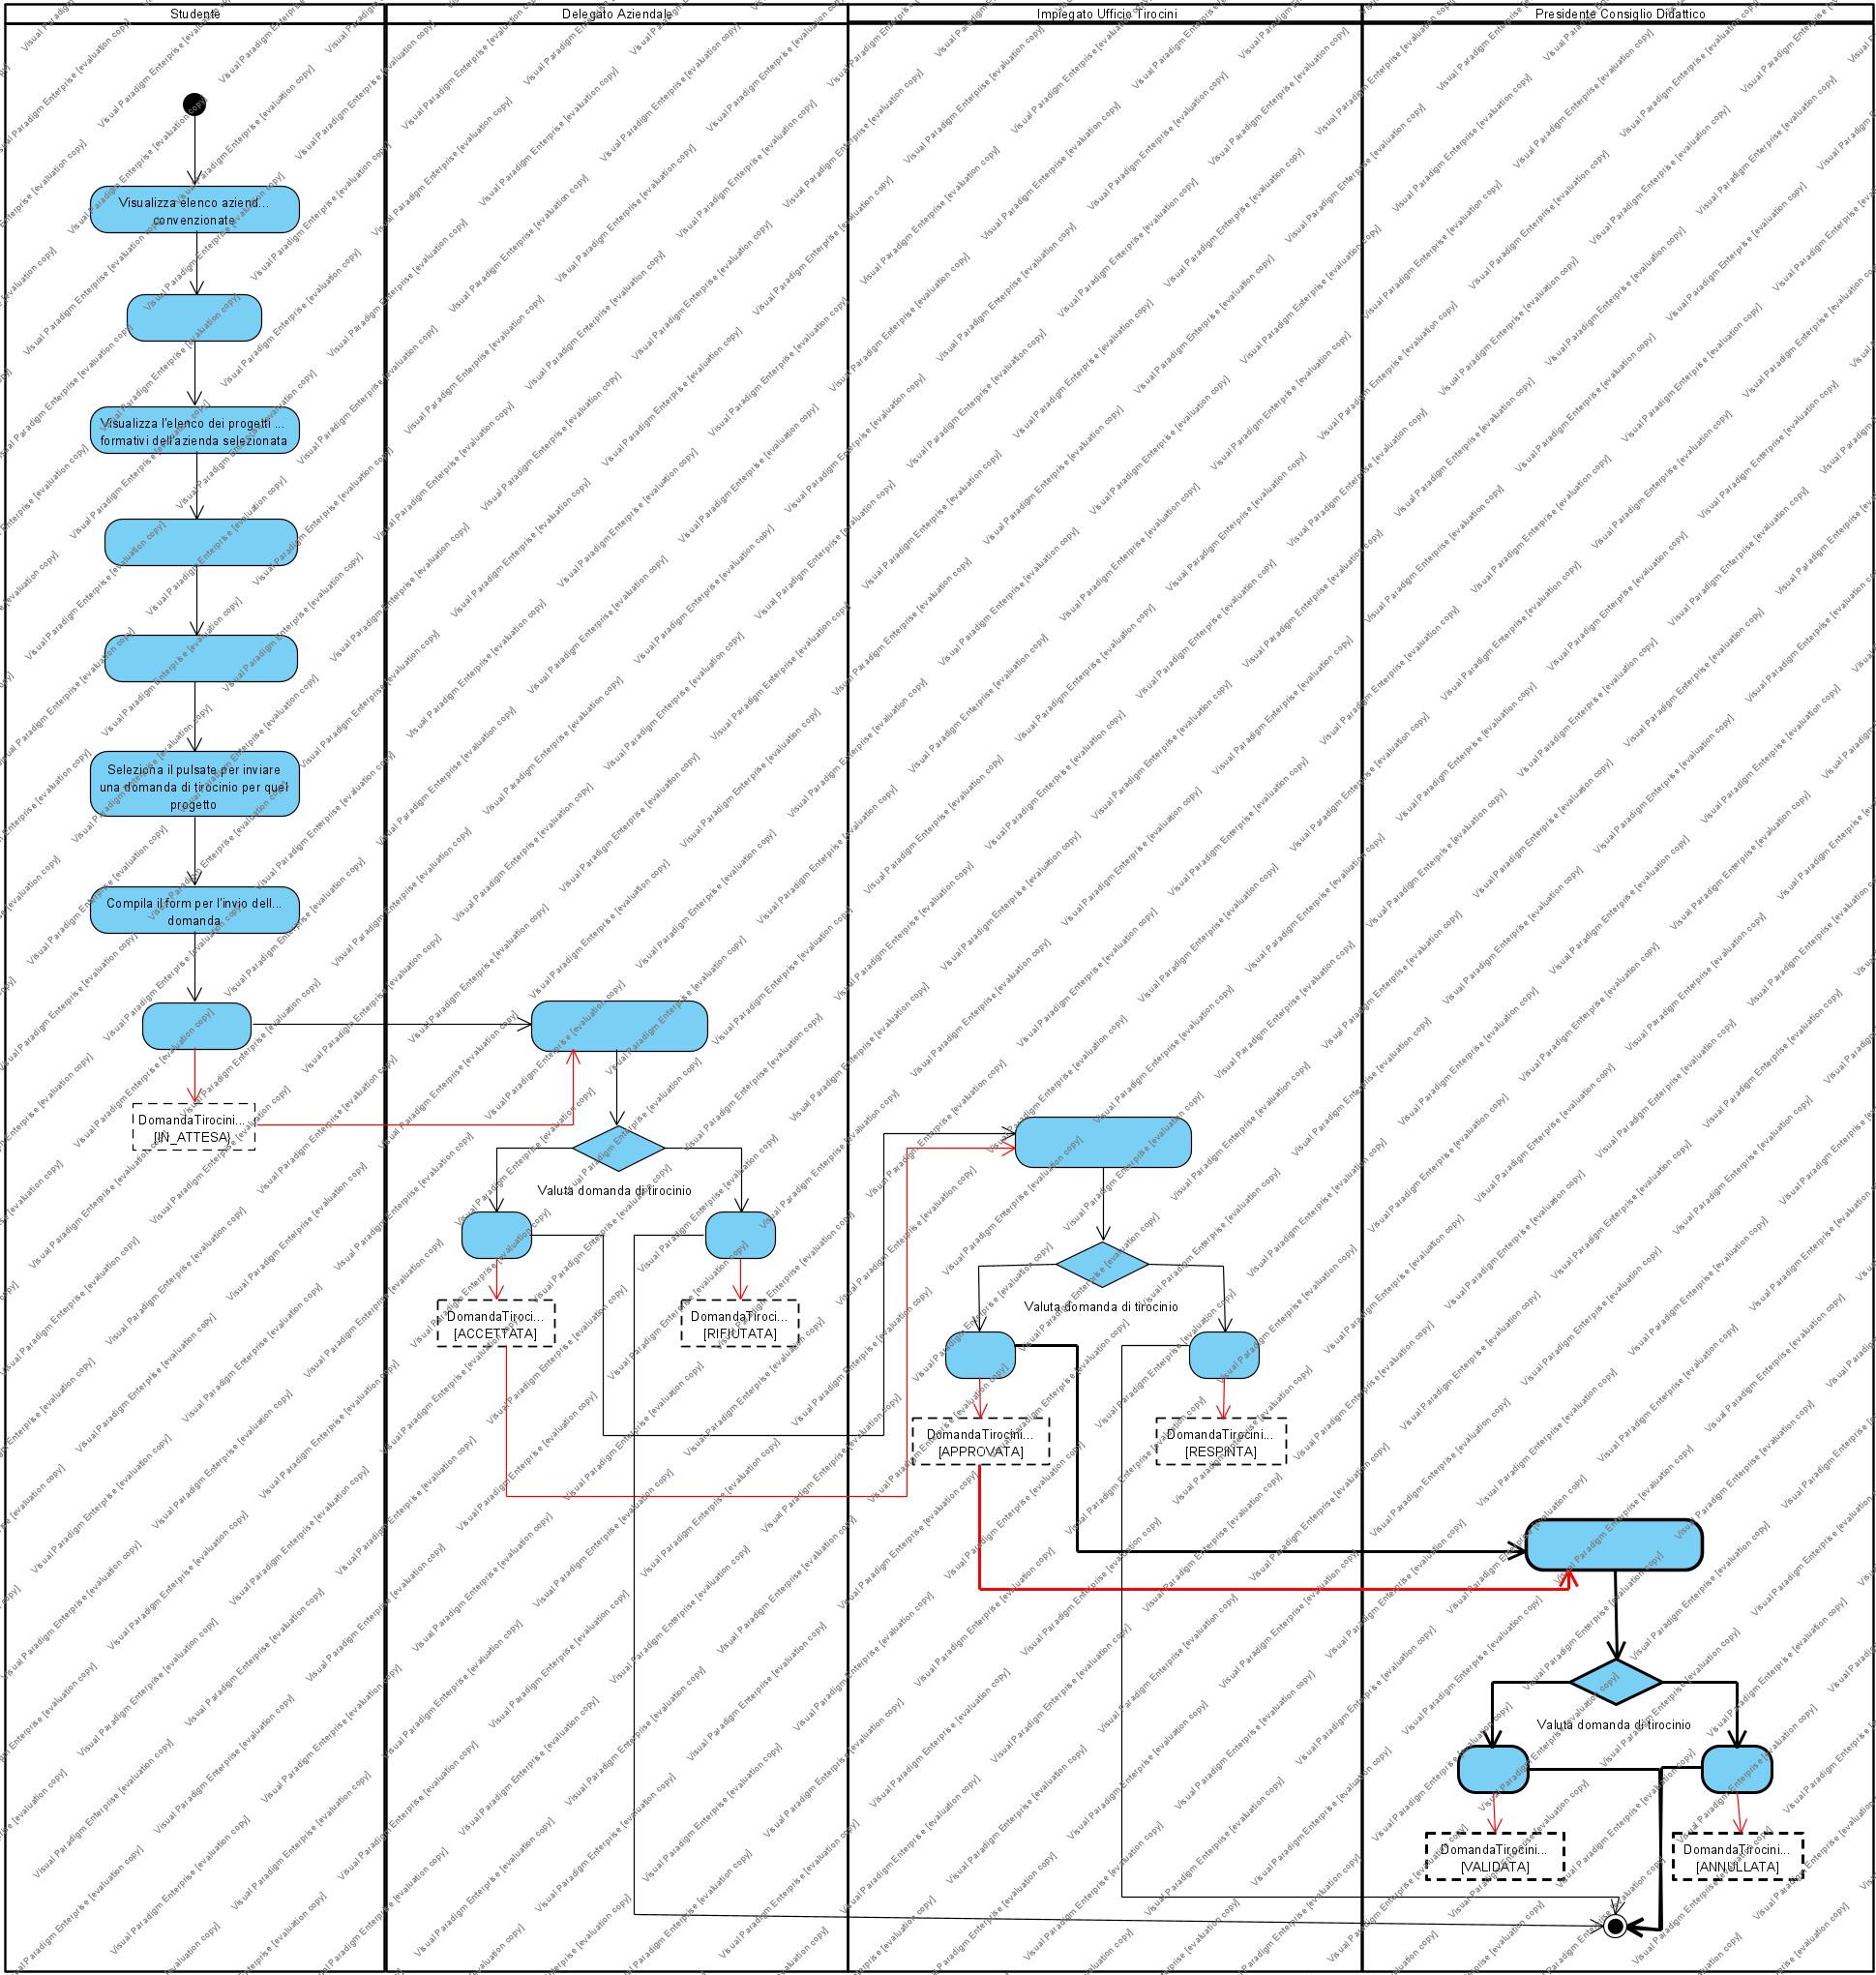 Studente
Delegato Aziendale
Impiegato Ufficio Tirocini
Presidente Consiglio Didattico
Visualizza elenco aziend...
convenzionate
Visualizza l'elenco dei progetti ...
formativi dell'azienda selezionata
Seleziona il pulsate per inviare
una domanda di tirocinio per quel
progetto
Compila il form per l'invio dell...
domanda
DomandaTirocini...
[IN_ATTESA]
Valuta domanda di tirocinio
DomandaTiroci...
[ACCETTATA]
DomandaTiroci...
[RIFIUTATA]
Valuta domanda di tirocinio
DomandaTirocini...
[APPROVATA]
DomandaTirocini...
[RESPINTA]
Valuta domanda di tirocinio
DomandaTirocini...
[VALIDATA]
DomandaTirocini...
[ANNULLATA]
Visual Paradigm Enterprise [evaluation copy]